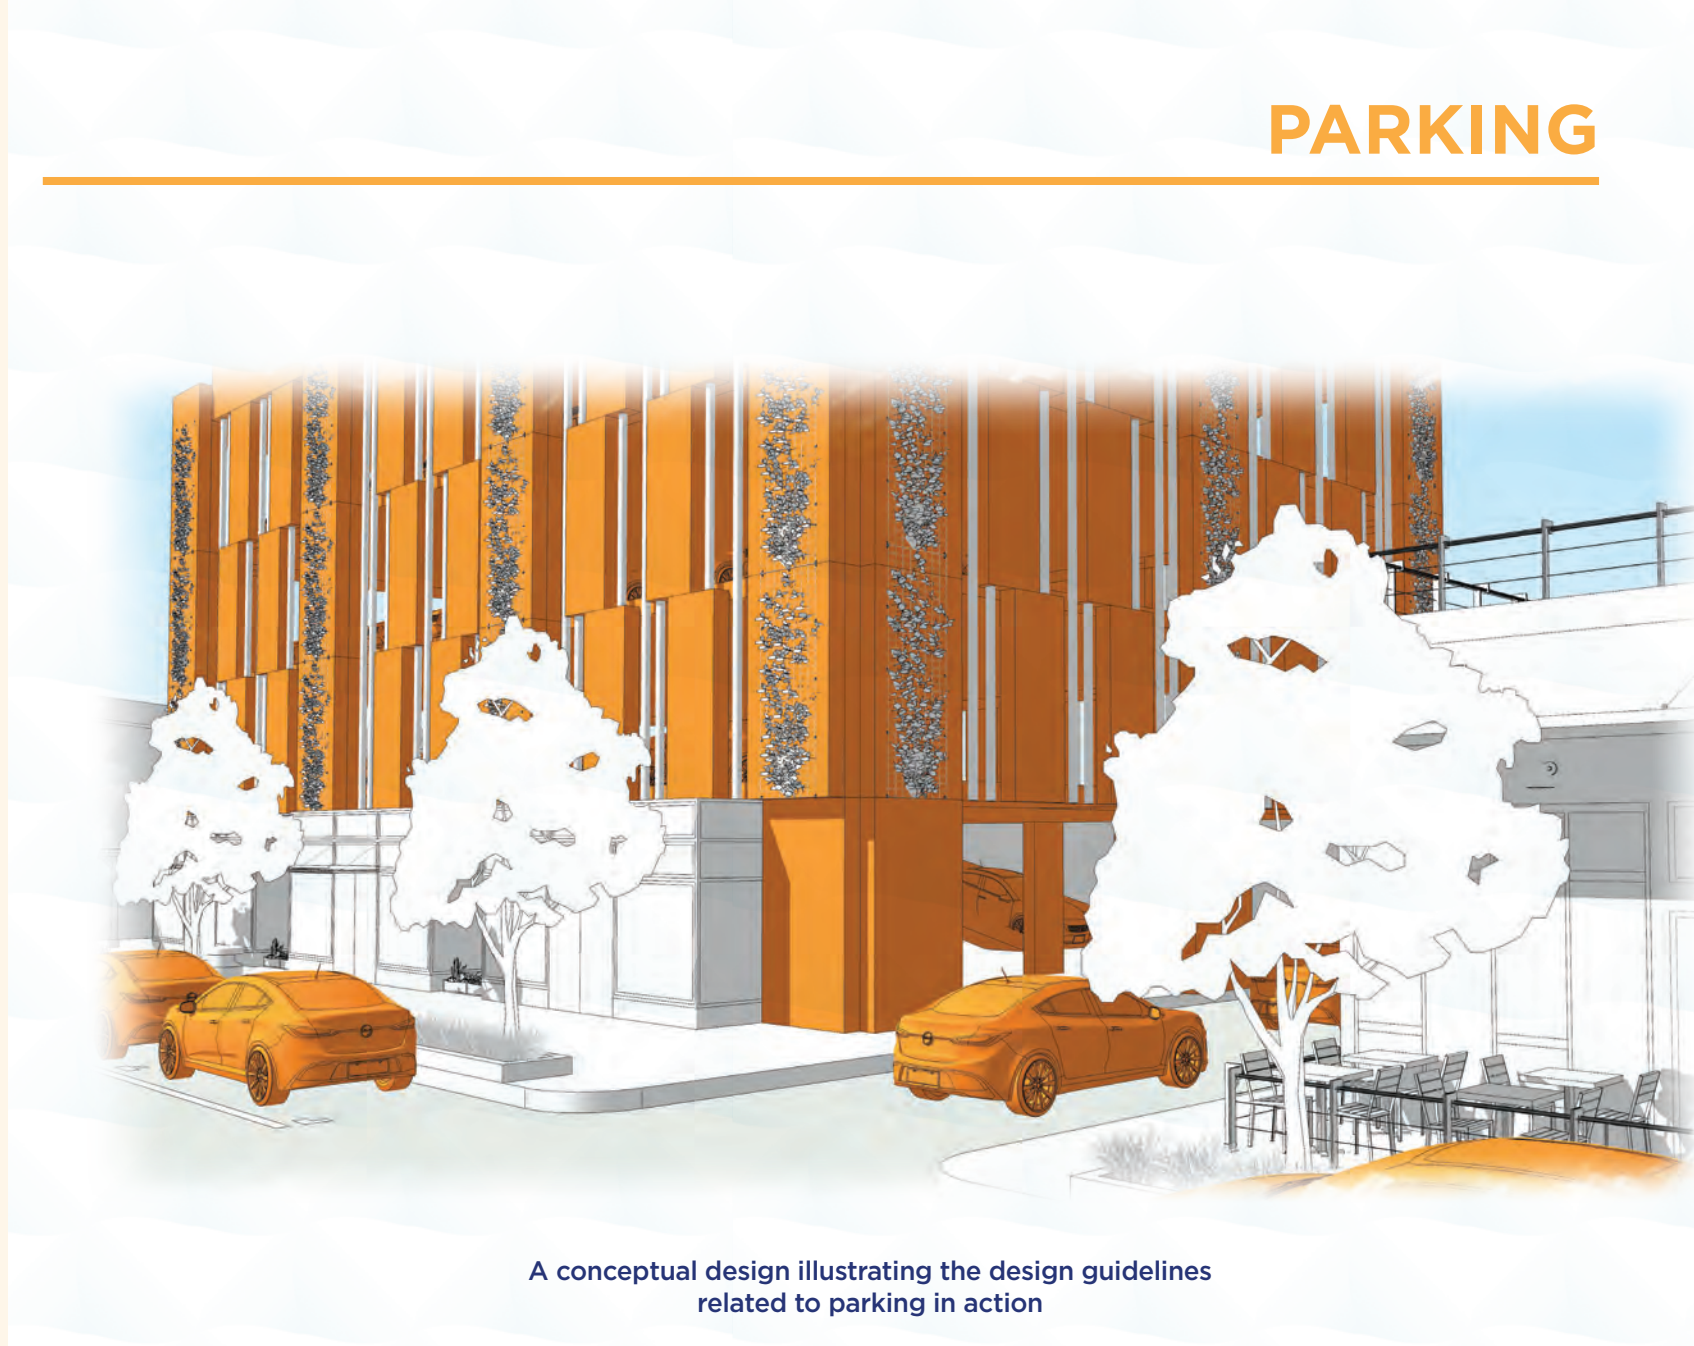 PARKING
A conceptual design illustrating the design guidelines
related to parking in action